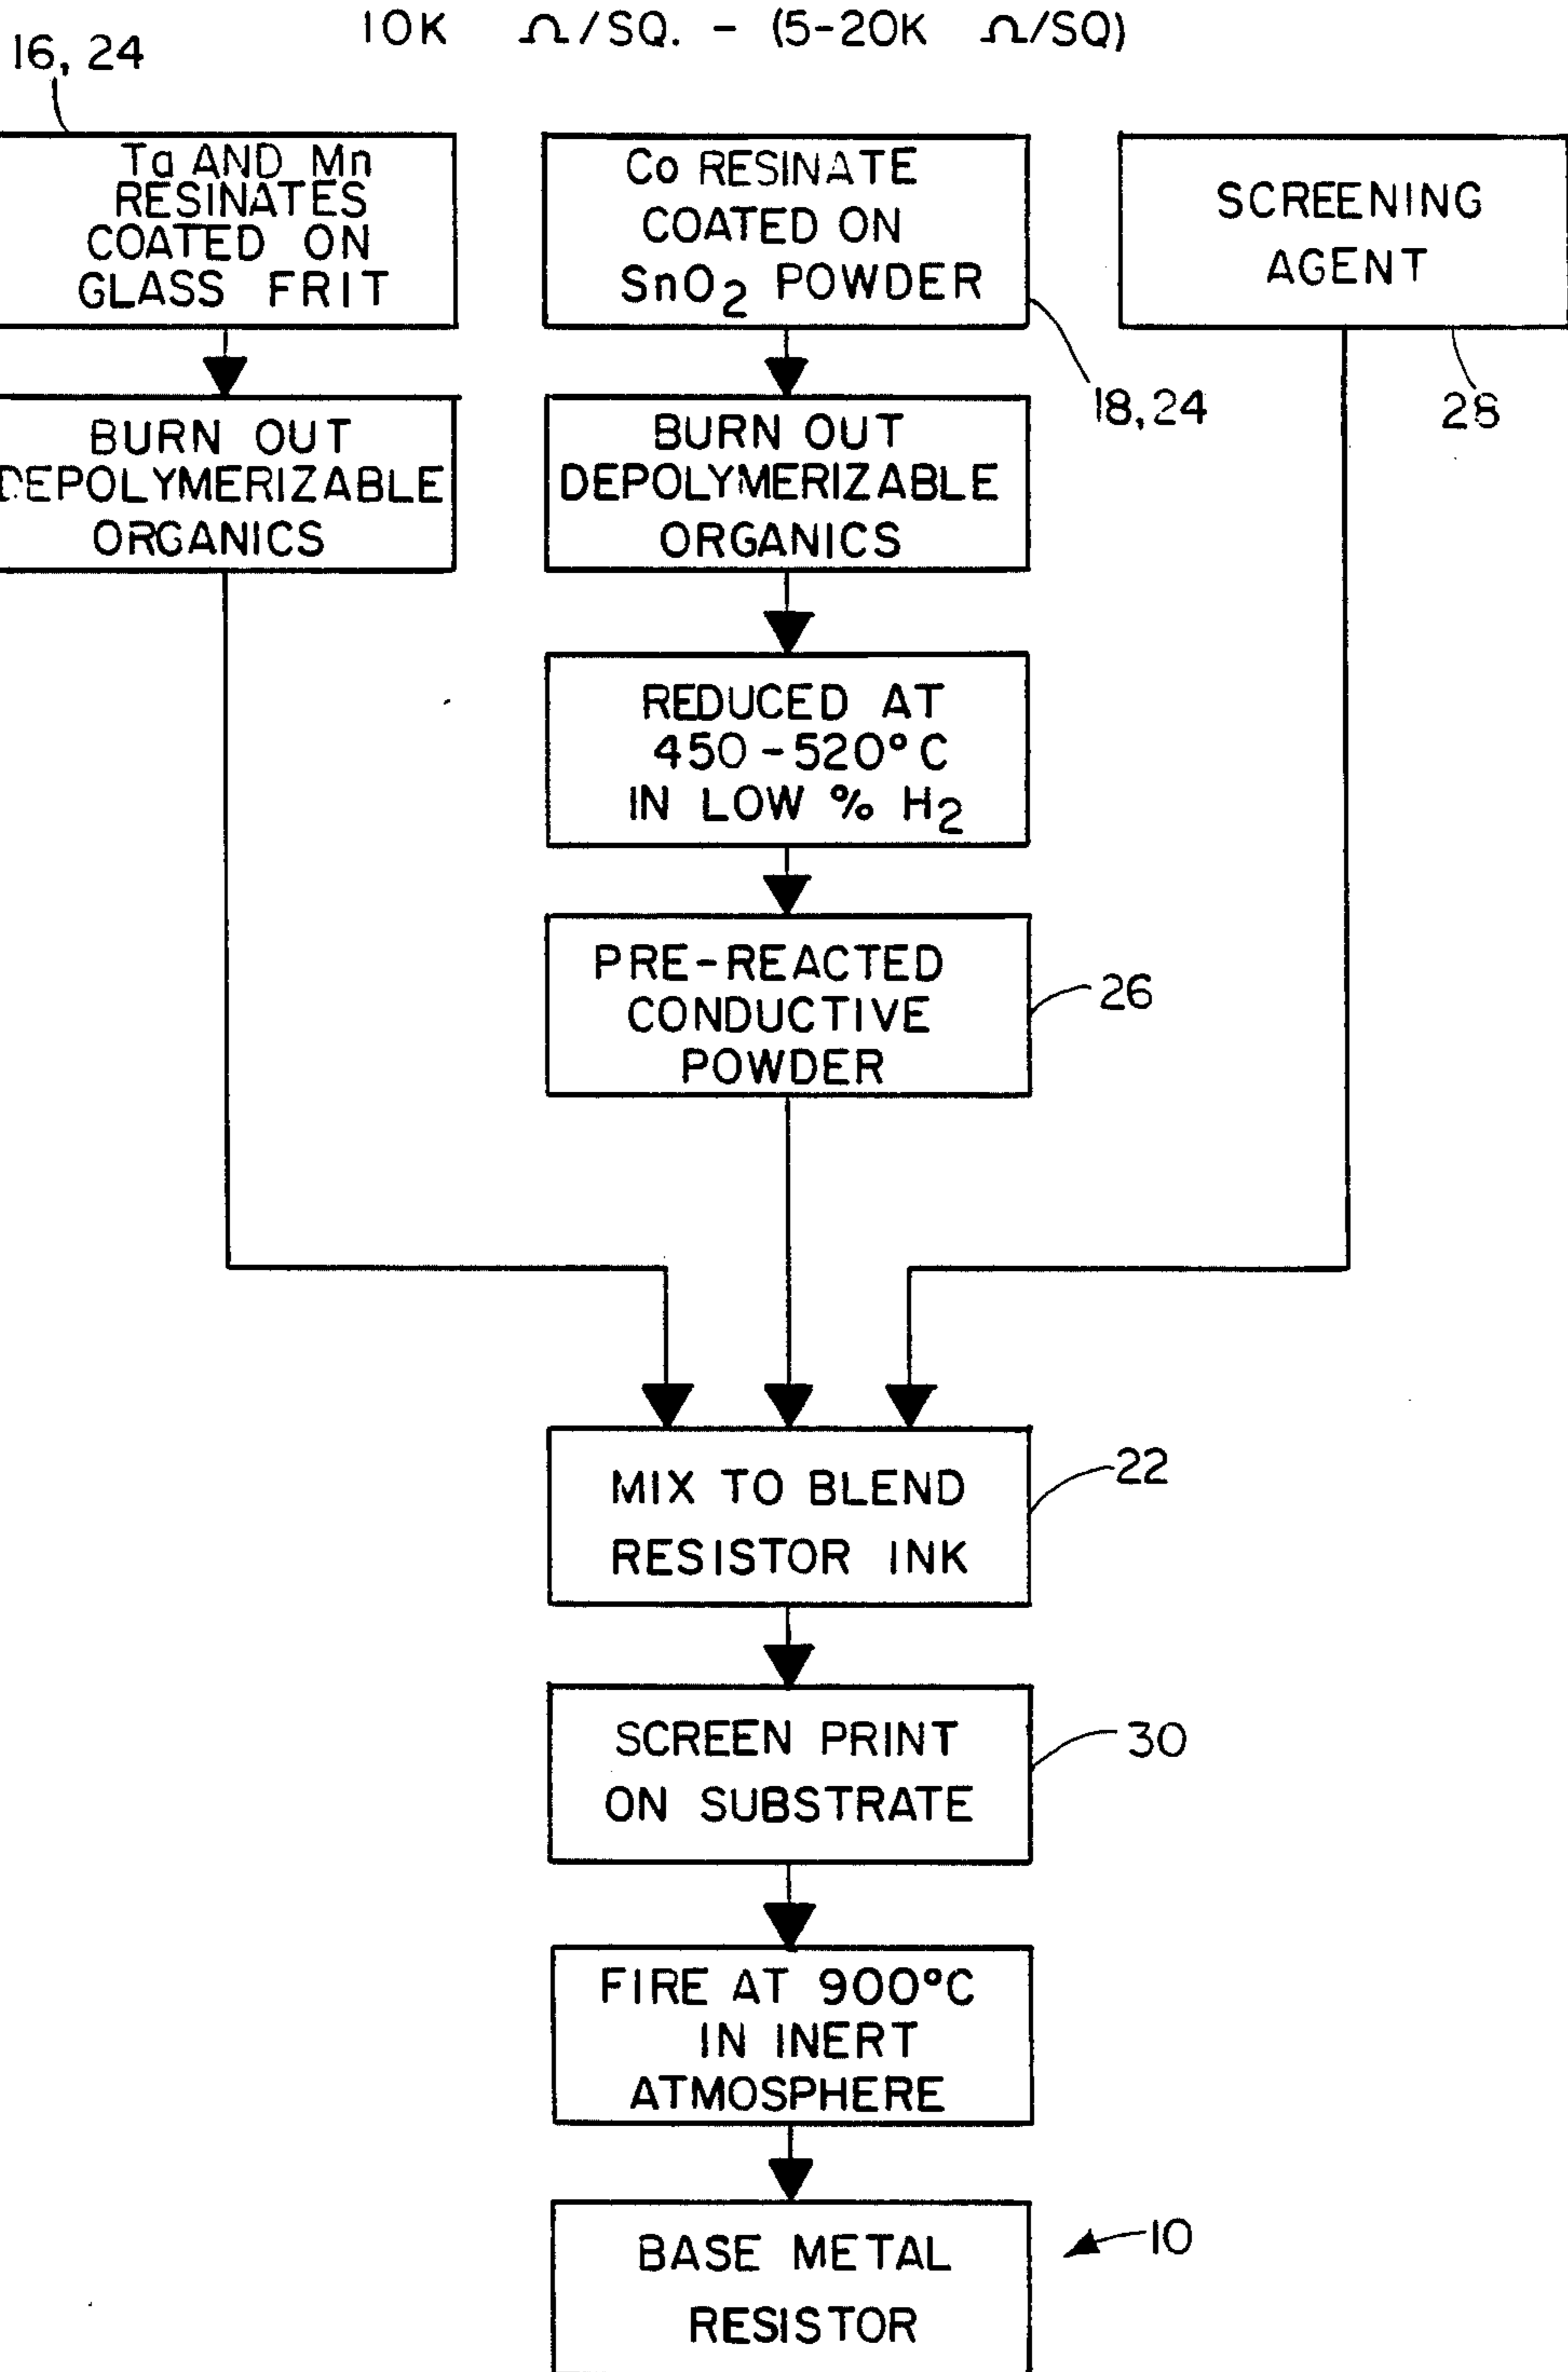 10K Ω/SQ. - (5-20K Ω/SQ)
16, 24
Ta AND Mn
RESINATES
COATED ON
GLASS FRIT
Co RESINATE
COATED ON
SnO2 POWDER
SCREENING
AGENT
18,24
28
BURN OUT
DEPOLYMERIZABLE
ORGANICS
BURN OUT
DEPOLYMERIZABLE
ORGANICS
REDUCED AT
450-520°C
IN LOW % H2
PRE-REACTED
CONDUCTIVE
POWDER
26
MIX TO BLEND
RESISTOR INK
22
SCREEN PRINT
ON SUBSTRATE
30
FIRE AT 900°C
IN INERT
ATMOSPHERE
BASE METAL
RESISTOR
10